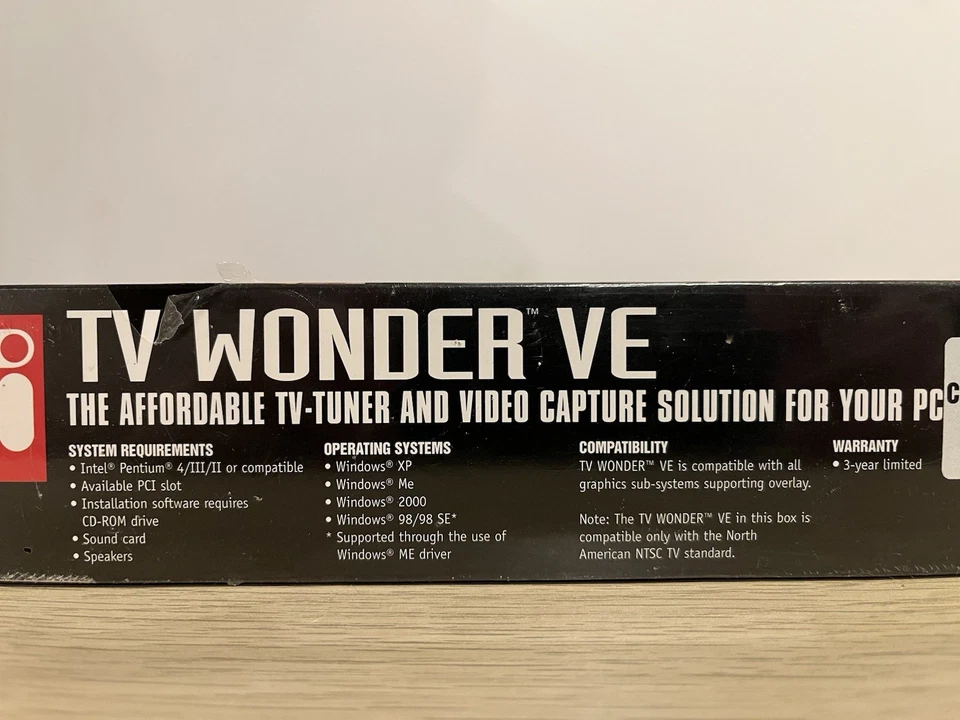 TV WONDER™ VE
THE AFFORDABLE TV-TUNER AND VIDEO CAPTURE SOLUTION FOR YOUR PC
SYSTEM REQUIREMENTS
• Intel® Pentium® 4/III/II or compatible
• Available PCI slot
• Installation software requires
CD-ROM drive
• Sound card
• Speakers
OPERATING SYSTEMS
• Windows® XP
• Windows® Me
• Windows® 2000
• Windows® 98/98 SE*
* Supported through the use of
Windows® ME driver
COMPATIBILITY
TV WONDER™ VE is compatible with all
graphics sub-systems supporting overlay.
Note: The TV WONDER™ VE in this box is
compatible only with the North
American NTSC TV standard.
WARRANTY
• 3-year limited